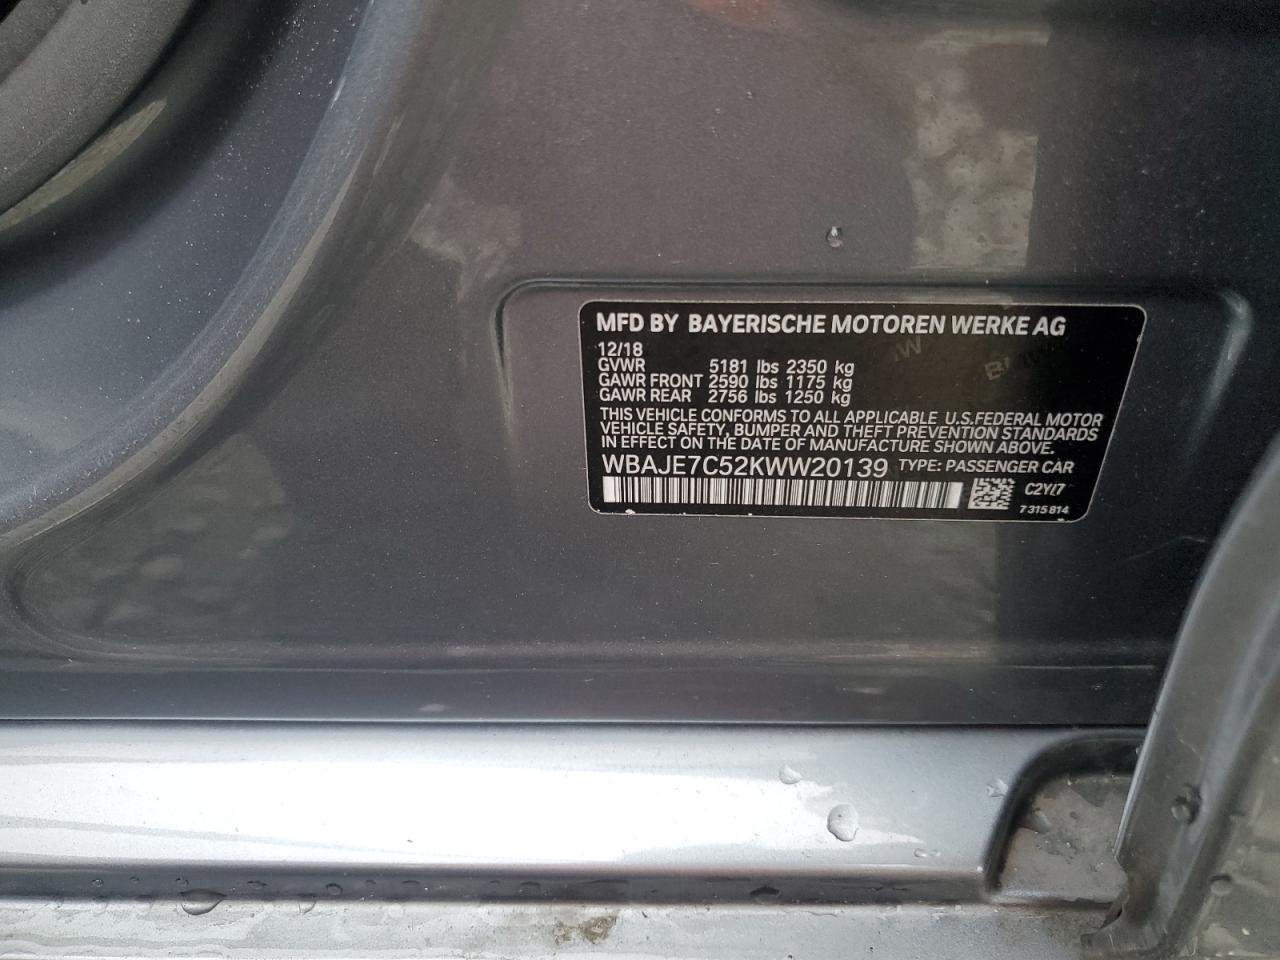 MFD BY BAYERISCHE MOTOREN WERKE AG
12/18
GVWR 5181 lbs 2350 kg
GAWR FRONT 2590 lbs 1175 kg
GAWR REAR 2756 lbs 1250 kg
THIS VEHICLE CONFORMS TO ALL APPLICABLE U.S.FEDERAL MOTOR
VEHICLE SAFETY, BUMPER AND THEFT PREVENTION STANDARDS
IN EFFECT ON THE DATE OF MANUFACTURE SHOWN ABOVE.
WBAJE7C52KWW20139 TYPE: PASSENGER CAR
C2Y/7
7 315 814